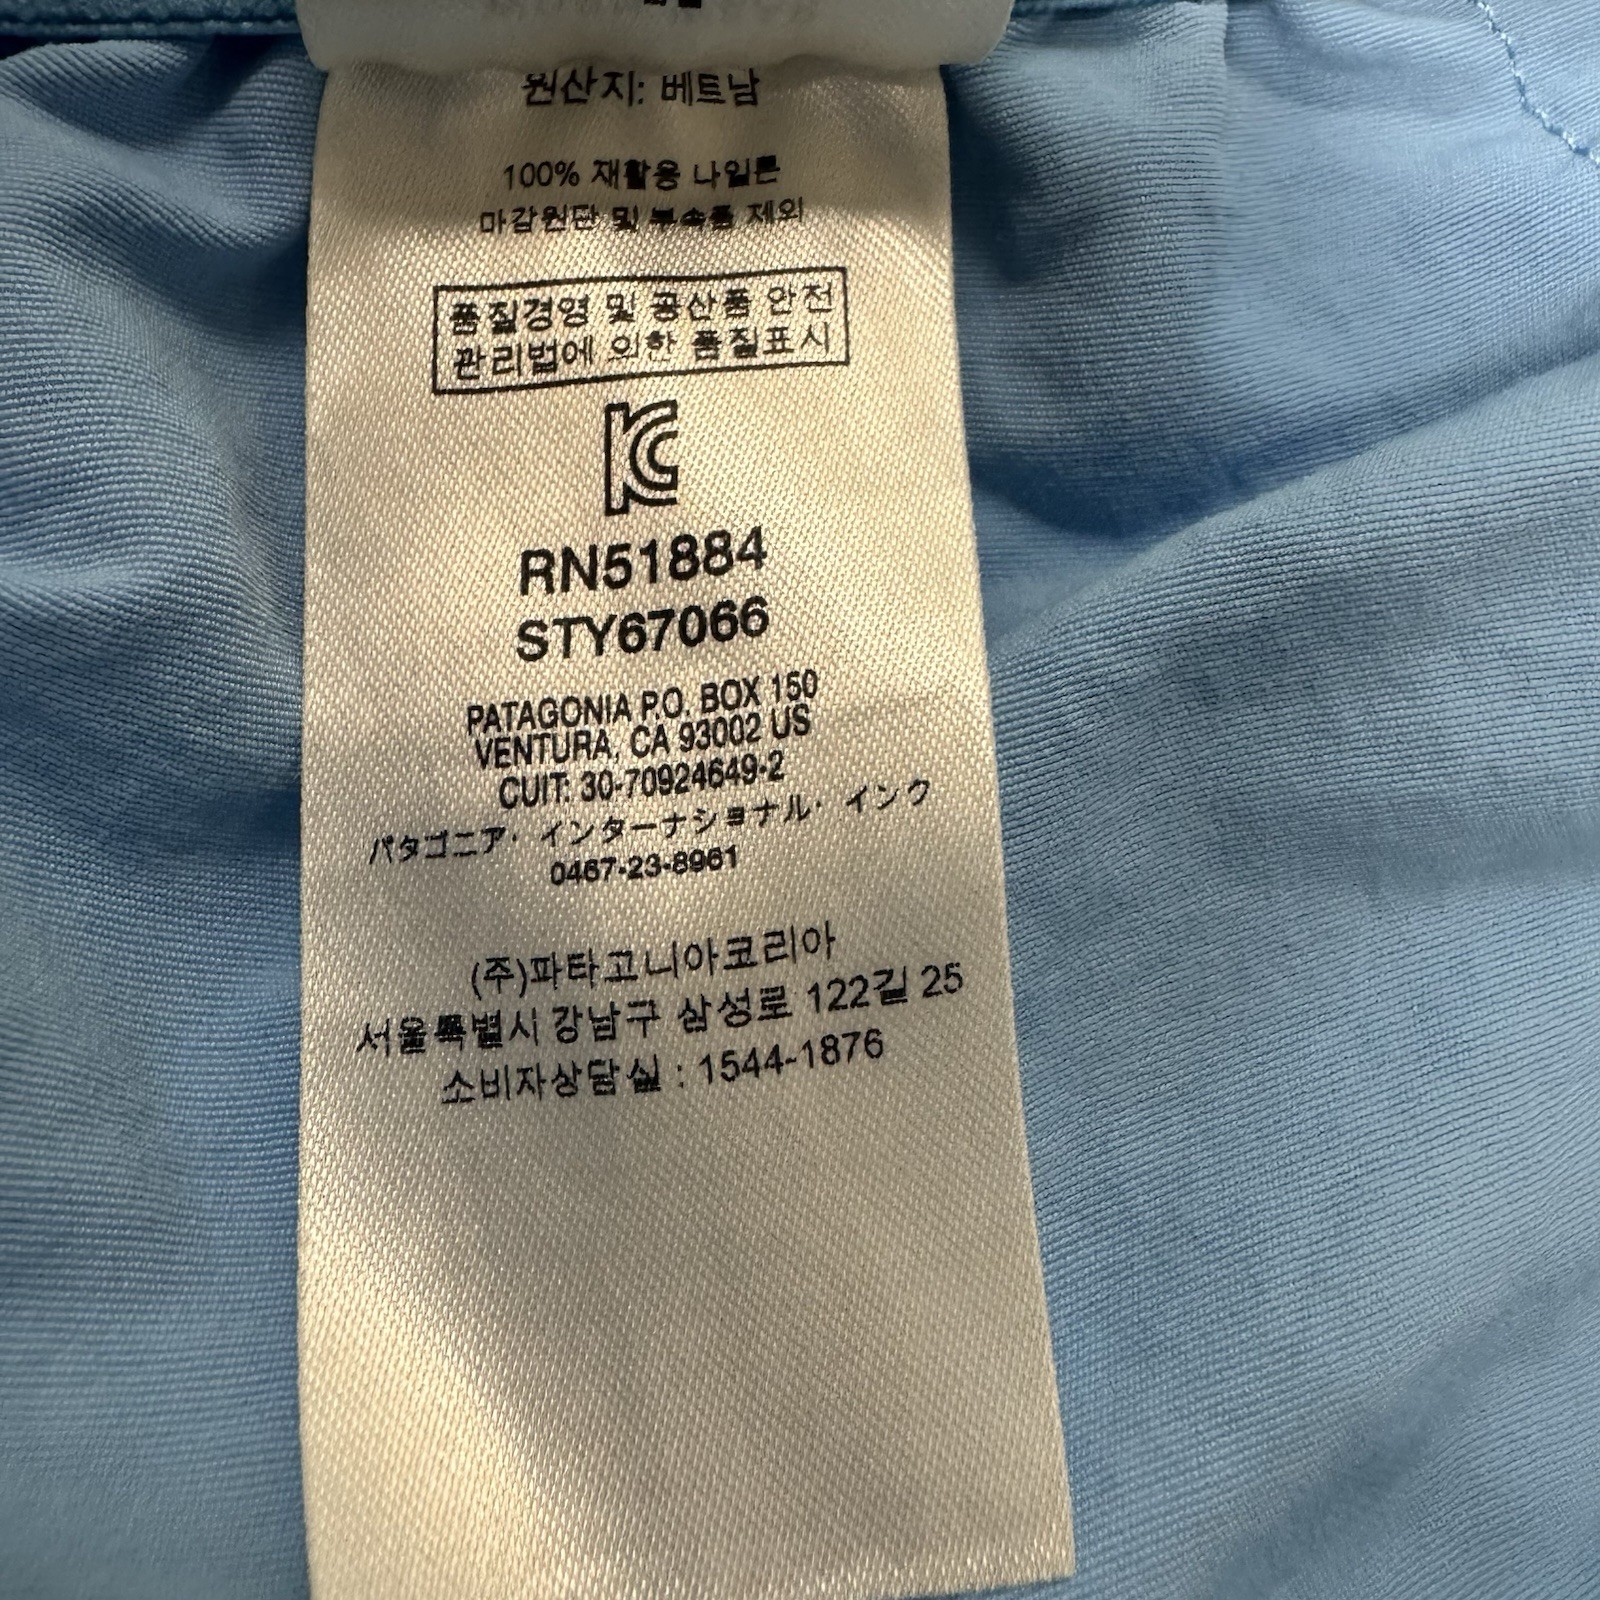 원산지: 베트남
100% 재활용 나일론
마감원단 및 부속품 제외
품질경영 및 공산품 안전
관리법에 의한 품질표시
KC
RN51884
STY67066
PATAGONIA P.O. BOX 150
VENTURA, CA 93002 US
CUIT: 30-70924649-2
パタゴニア・インターナショナル・インク
0467-23-8961
(주)파타고니아코리아
서울특별시 강남구 삼성로 122길 25
소비자상담실 : 1544-1876